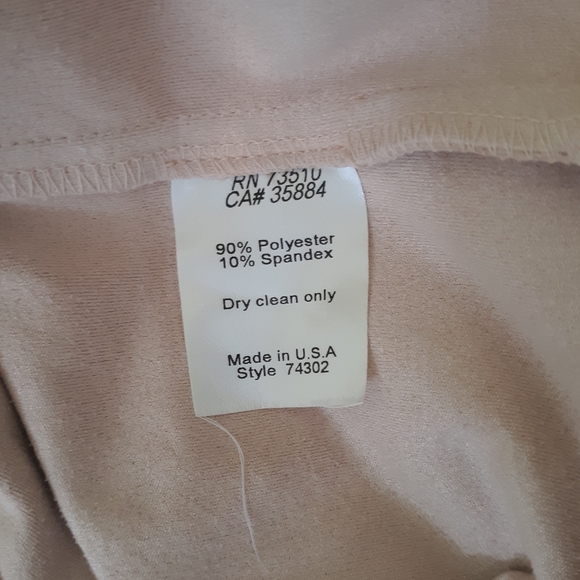 RN 73510
CA# 35884
90% Polyester
10% Spandex
Dry clean only
Made in U.S.A
Style 74302